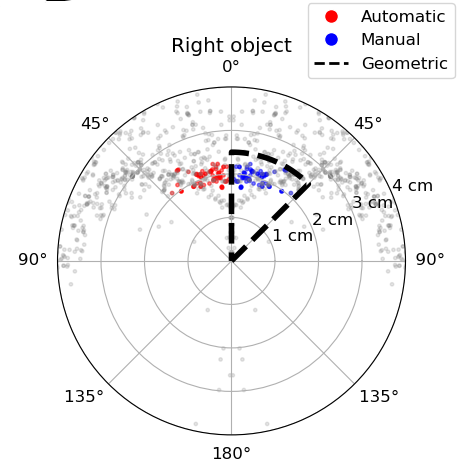 Automatic
Manual
Geometric
Right object
0°
45°
45°
4 cm
3 cm
2 cm
1 cm
90°
90°
135°
135°
180°